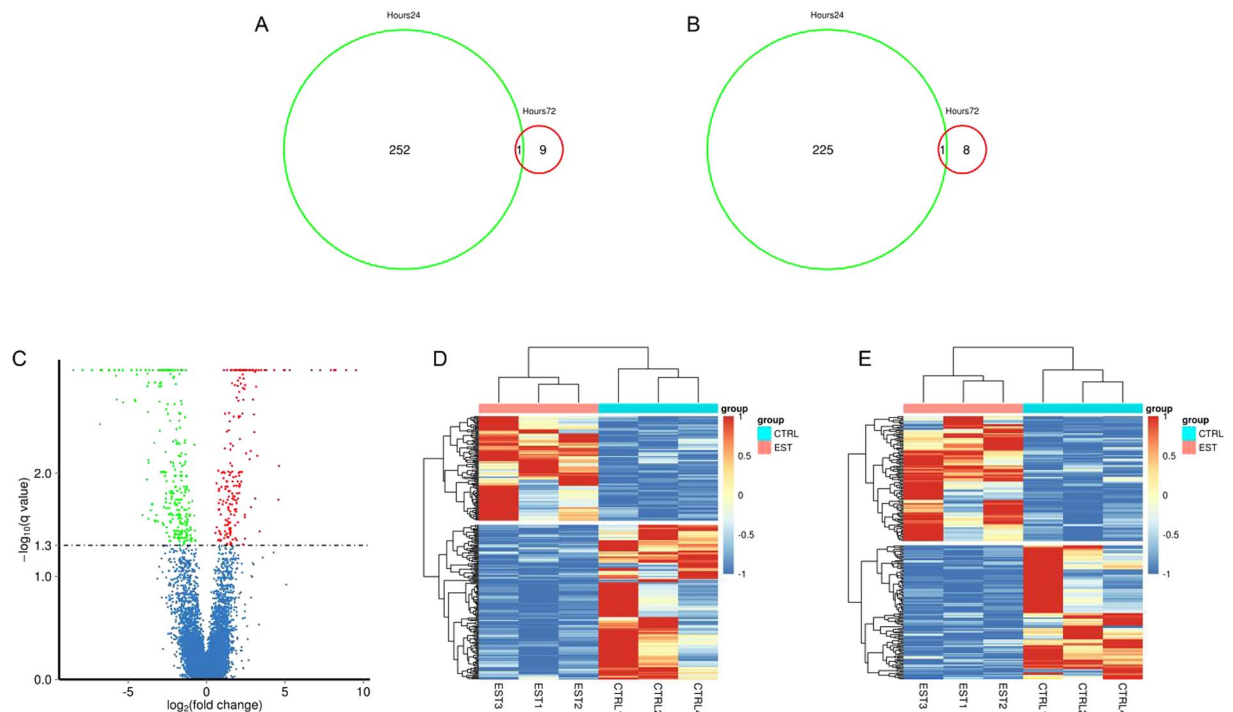 A
Hours24
Hours72
252
1
9
B
Hours24
Hours72
225
1
8
C
−log10(q value)
2.0
1.3
1.0
0.0
-5
0
5
10
log2(fold change)
D
group
1
0.5
0
-0.5
-1
group
CTRL
EST
EST3
EST1
EST2
E
group
1
0.5
0
-0.5
-1
group
CTRL
EST
EST3
EST1
EST2